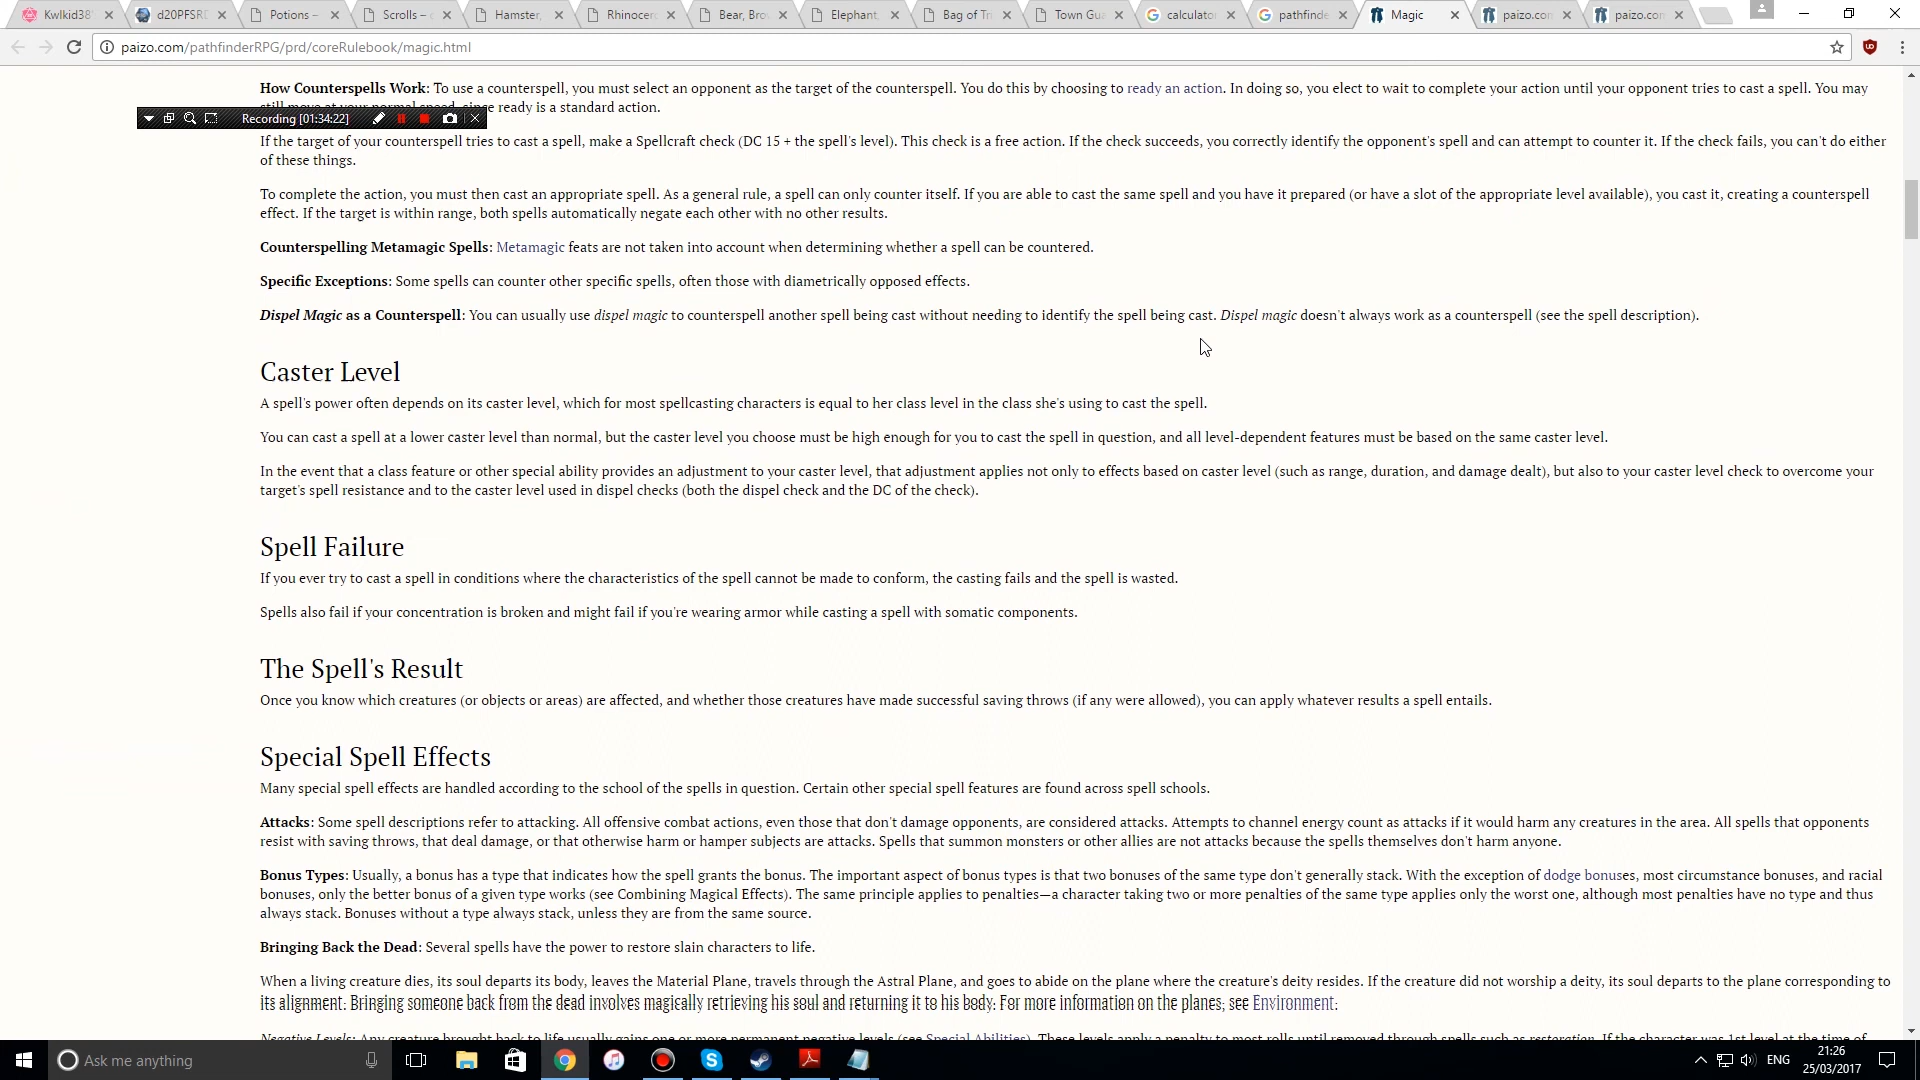 Kwlkid38'
d20PFSRD
Potions –
Scrolls –
Hamster,
Rhinocero
Bear, Bro
Elephant,
Bag of Tr
Town Gua
calculato
pathfinde
Magic
paizo.com
paizo.com
paizo.com/pathfinderRPG/prd/coreRulebook/magic.html
How Counterspells Work: To use a counterspell, you must select an opponent as the target of the counterspell. You do this by choosing to ready an action. In doing so, you elect to wait to complete your action until your opponent tries to cast a spell. You may
still move at your normal speed, since ready is a standard action.
Recording [01:34:22]
If the target of your counterspell tries to cast a spell, make a Spellcraft check (DC 15 + the spell's level). This check is a free action. If the check succeeds, you correctly identify the opponent's spell and can attempt to counter it. If the check fails, you can't do either
of these things.
To complete the action, you must then cast an appropriate spell. As a general rule, a spell can only counter itself. If you are able to cast the same spell and you have it prepared (or have a slot of the appropriate level available), you cast it, creating a counterspell
effect. If the target is within range, both spells automatically negate each other with no other results.
Counterspelling Metamagic Spells: Metamagic feats are not taken into account when determining whether a spell can be countered.
Specific Exceptions: Some spells can counter other specific spells, often those with diametrically opposed effects.
Dispel Magic as a Counterspell: You can usually use dispel magic to counterspell another spell being cast without needing to identify the spell being cast. Dispel magic doesn't always work as a counterspell (see the spell description).
Caster Level
A spell's power often depends on its caster level, which for most spellcasting characters is equal to her class level in the class she's using to cast the spell.
You can cast a spell at a lower caster level than normal, but the caster level you choose must be high enough for you to cast the spell in question, and all level-dependent features must be based on the same caster level.
In the event that a class feature or other special ability provides an adjustment to your caster level, that adjustment applies not only to effects based on caster level (such as range, duration, and damage dealt), but also to your caster level check to overcome your
target's spell resistance and to the caster level used in dispel checks (both the dispel check and the DC of the check).
Spell Failure
If you ever try to cast a spell in conditions where the characteristics of the spell cannot be made to conform, the casting fails and the spell is wasted.
Spells also fail if your concentration is broken and might fail if you're wearing armor while casting a spell with somatic components.
The Spell's Result
Once you know which creatures (or objects or areas) are affected, and whether those creatures have made successful saving throws (if any were allowed), you can apply whatever results a spell entails.
Special Spell Effects
Many special spell effects are handled according to the school of the spells in question. Certain other special spell features are found across spell schools.
Attacks: Some spell descriptions refer to attacking. All offensive combat actions, even those that don't damage opponents, are considered attacks. Attempts to channel energy count as attacks if it would harm any creatures in the area. All spells that opponents
resist with saving throws, that deal damage, or that otherwise harm or hamper subjects are attacks. Spells that summon monsters or other allies are not attacks because the spells themselves don't harm anyone.
Bonus Types: Usually, a bonus has a type that indicates how the spell grants the bonus. The important aspect of bonus types is that two bonuses of the same type don't generally stack. With the exception of dodge bonuses, most circumstance bonuses, and racial
bonuses, only the better bonus of a given type works (see Combining Magical Effects). The same principle applies to penalties—a character taking two or more penalties of the same type applies only the worst one, although most penalties have no type and thus
always stack. Bonuses without a type always stack, unless they are from the same source.
Bringing Back the Dead: Several spells have the power to restore slain characters to life.
When a living creature dies, its soul departs its body, leaves the Material Plane, travels through the Astral Plane, and goes to abide on the plane where the creature's deity resides. If the creature did not worship a deity, its soul departs to the plane corresponding to
its alignment. Bringing someone back from the dead involves magically retrieving his soul and returning it to his body. For more information on the planes, see Environment.
Negative Levels: Any creature brought back to life usually gains one or more permanent negative levels (see Special Abilities). These levels apply a penalty to most rolls until removed through spells such as restoration. If the character was 1st level at the time of
Ask me anything
ENG
21:26
25/03/2017